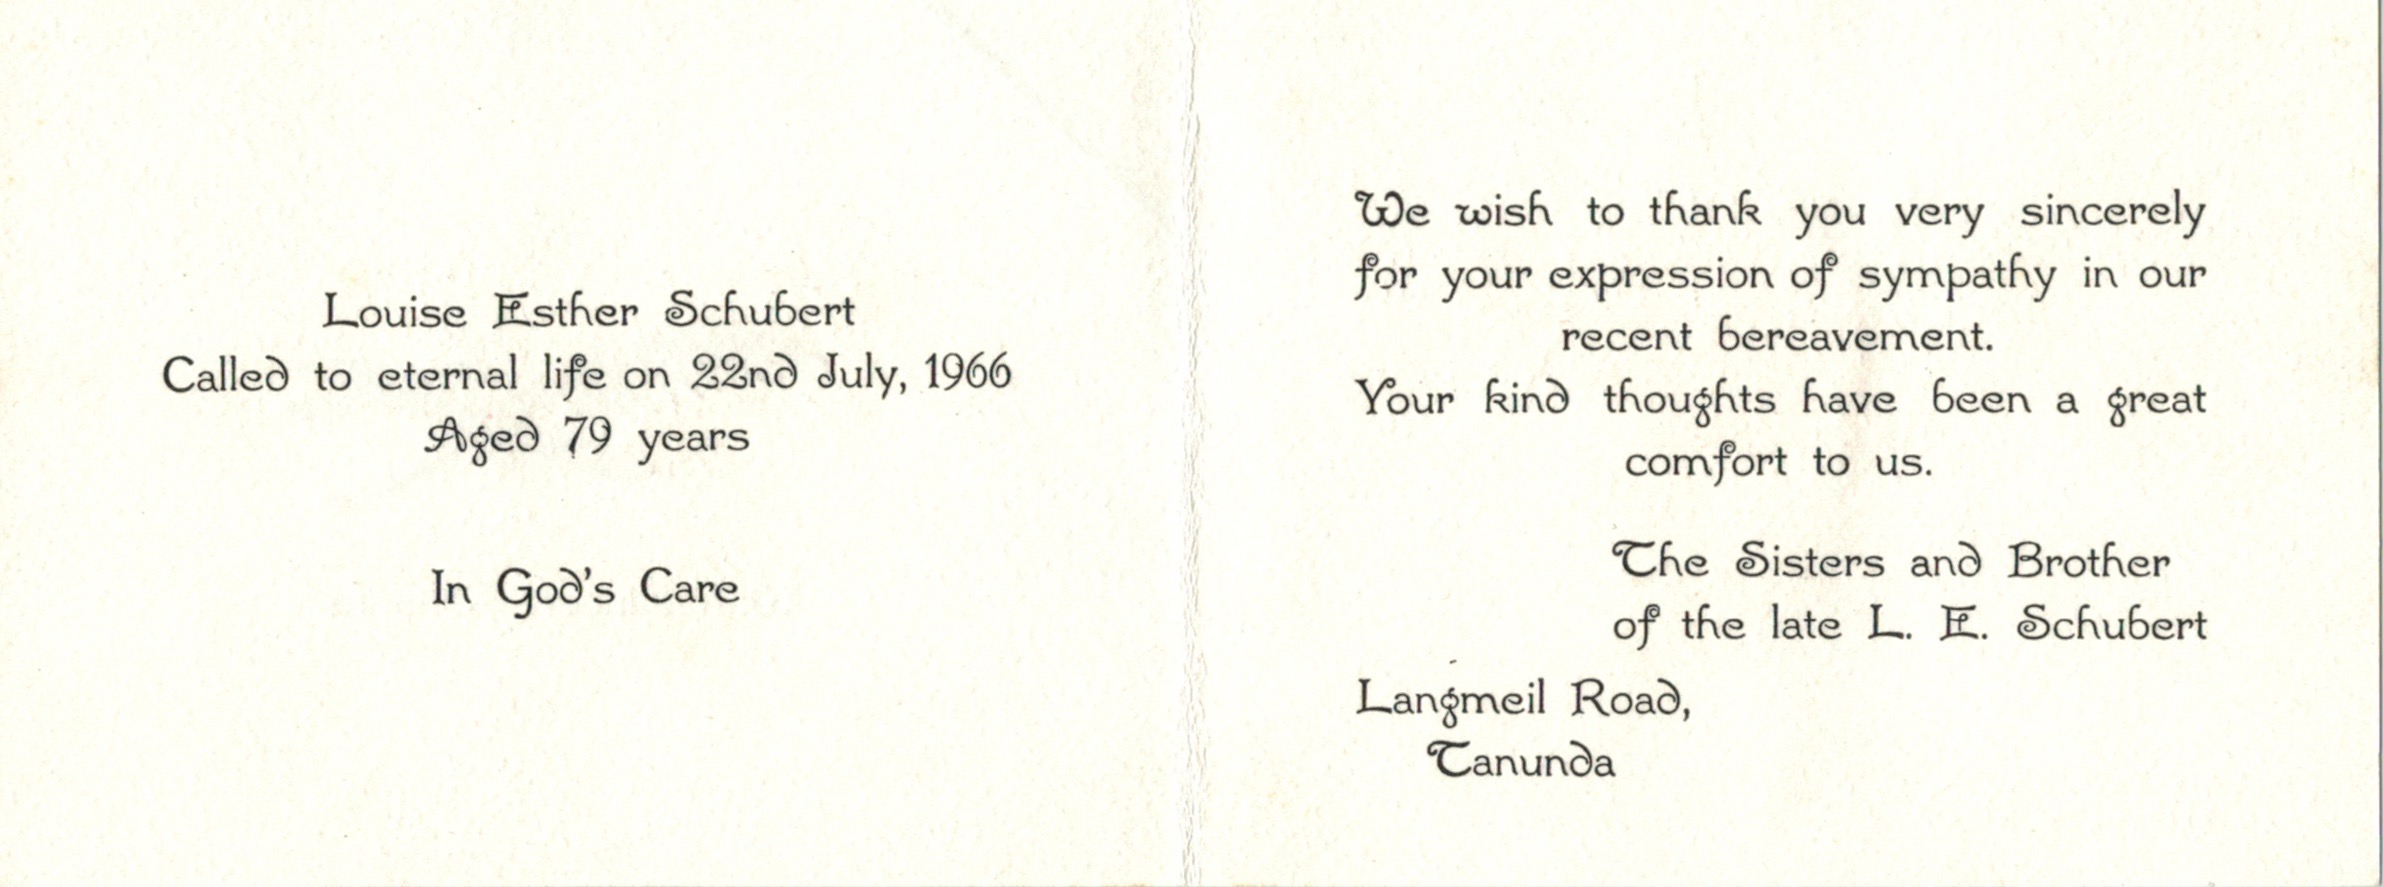 Louise Esther Schubert
Called to eternal life on 22nd July, 1966
Aged 79 years
In God's Care
We wish to thank you very sincerely
for your expression of sympathy in our
recent bereavement.
Your kind thoughts have been a great
comfort to us.
The Sisters and Brother
of the late L. E. Schubert
Langmeil Road,
Tanunda